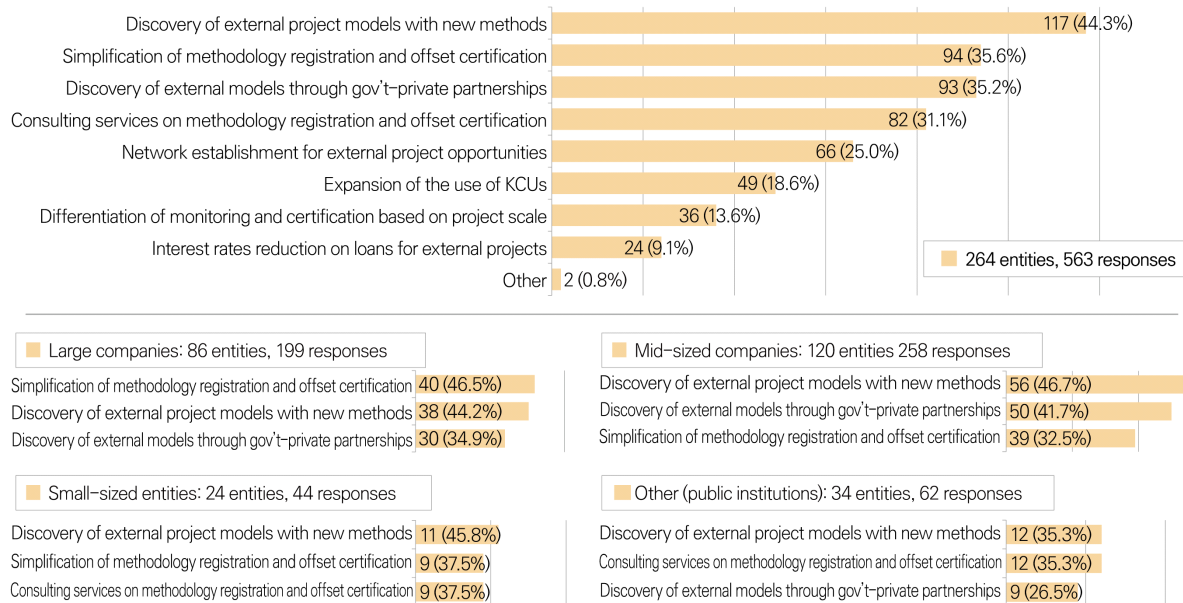 Discovery of external project models with new methods 117 (44.3%)
Simplification of methodology registration and offset certification 94 (35.6%)
Discovery of external models through gov't-private partnerships 93 (35.2%)
Consulting services on methodology registration and offset certification 82 (31.1%)
Network establishment for external project opportunities 66 (25.0%)
Expansion of the use of KCUs 49 (18.6%)
Differentiation of monitoring and certification based on project scale 36 (13.6%)
Interest rates reduction on loans for external projects 24 (9.1%)
Other 2 (0.8%)
264 entities, 563 responses
Large companies: 86 entities, 199 responses
Simplification of methodology registration and offset certification 40 (46.5%)
Discovery of external project models with new methods 38 (44.2%)
Discovery of external models through gov't-private partnerships 30 (34.9%)
Mid-sized companies: 120 entities 258 responses
Discovery of external project models with new methods 56 (46.7%)
Discovery of external models through gov't-private partnerships 50 (41.7%)
Simplification of methodology registration and offset certification 39 (32.5%)
Small-sized entities: 24 entities, 44 responses
Discovery of external project models with new methods 11 (45.8%)
Simplification of methodology registration and offset certification 9 (37.5%)
Consulting services on methodology registration and offset certification 9 (37.5%)
Other (public institutions): 34 entities, 62 responses
Discovery of external project models with new methods 12 (35.3%)
Consulting services on methodology registration and offset certification 12 (35.3%)
Discovery of external models through gov't-private partnerships 9 (26.5%)